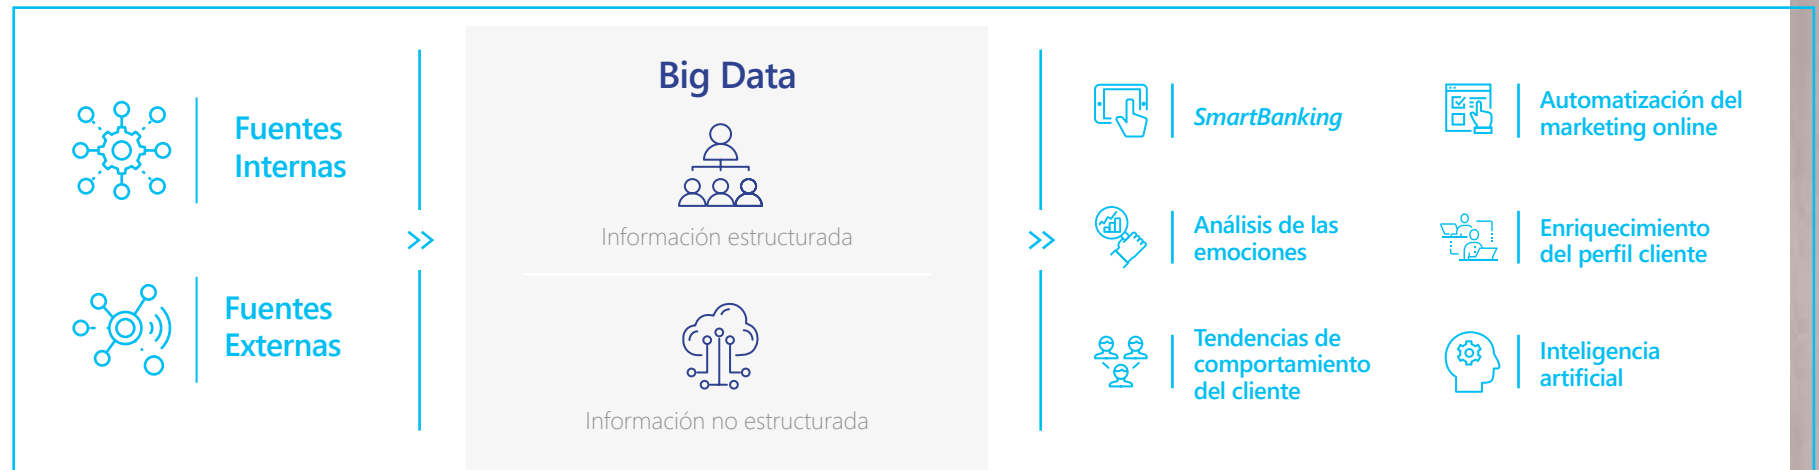 Fuentes
Internas
Fuentes
Externas
Big Data
Información estructurada
Información no estructurada
SmartBanking
Automatización del
marketing online
Análisis de las
emociones
Enriquecimiento
del perfil cliente
Tendencias de
comportamiento
del cliente
Inteligencia
artificial